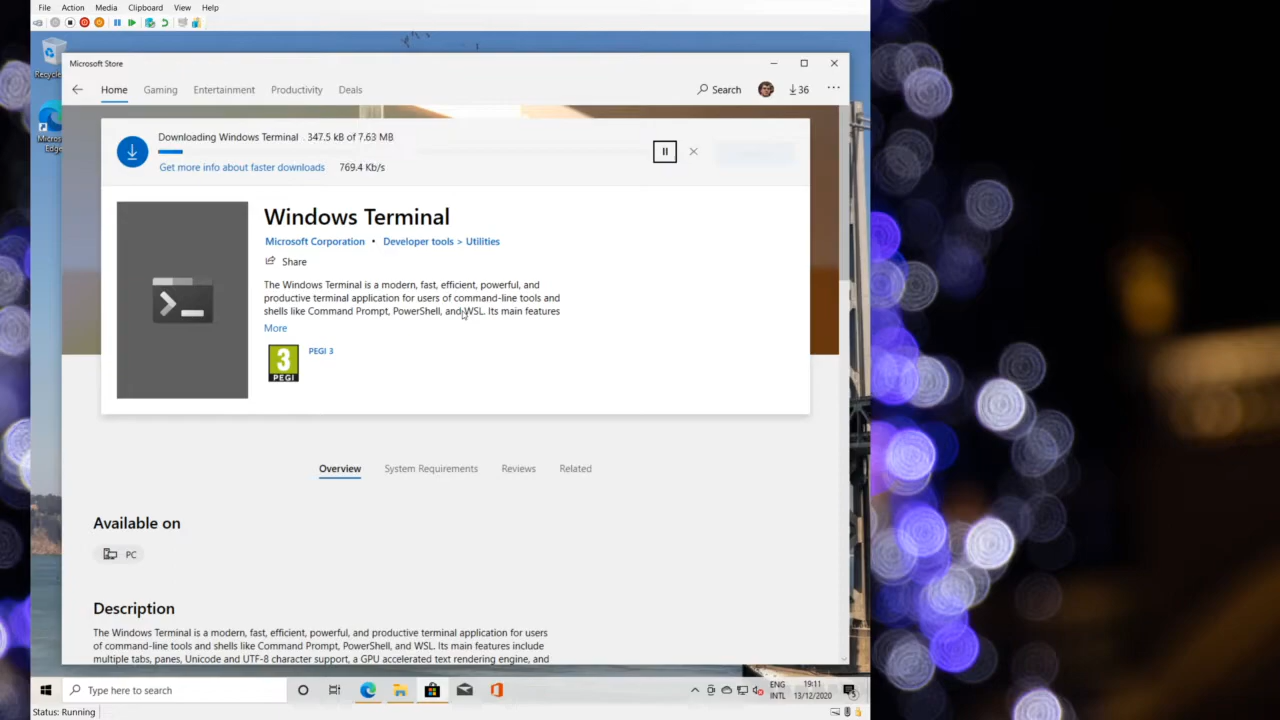 File Action Media Clipboard View Help
Microsoft Store
Home Gaming Entertainment Productivity Deals Search 36
Downloading Windows Terminal . 347.5 kB of 7.63 MB
Get more info about faster downloads 769.4 Kb/s
Windows Terminal
Microsoft Corporation • Developer tools > Utilities
Share
The Windows Terminal is a modern, fast, efficient, powerful, and
productive terminal application for users of command-line tools and
shells like Command Prompt, PowerShell, and WSL. Its main features
More
3
PEGI
PEGI 3
Overview System Requirements Reviews Related
Available on
PC
Description
The Windows Terminal is a modern, fast, efficient, powerful, and productive terminal application for users
of command-line tools and shells like Command Prompt, PowerShell, and WSL. Its main features include
multiple tabs, panes, Unicode and UTF-8 character support, a GPU accelerated text rendering engine, and
Type here to search
ENG
INTL
19:11
13/12/2020
Status: Running